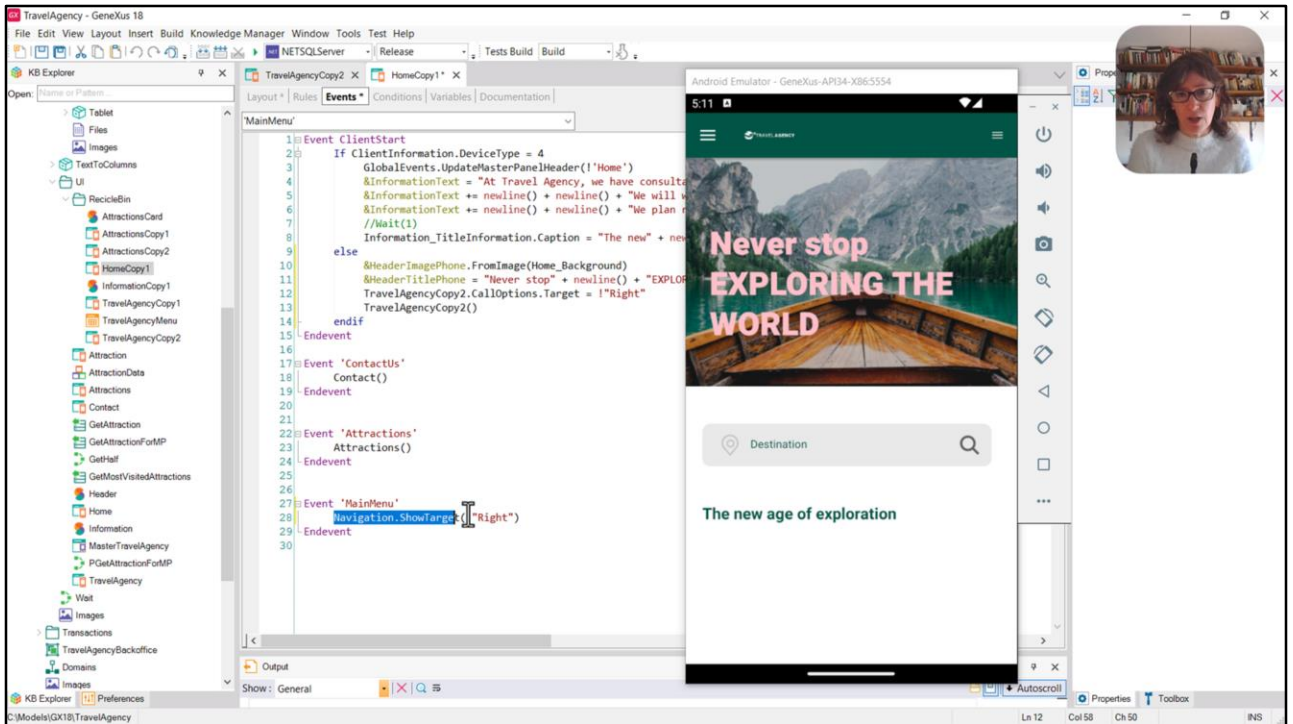 TravelAgency - GeneXus 18
File Edit View Layout Insert Build Knowledge Manager Window Tools Test Help
NETSQLServer Release Tests Build Build
KB Explorer
Open: Name or Pattern
Tablet
Files
Images
TextToColumns
UI
RecicleBin
AttractionsCard
AttractionsCopy1
AttractionsCopy2
HomeCopy1
InformationCopy1
TravelAgencyCopy1
TravelAgencyMenu
TravelAgencyCopy2
Attraction
AttractionData
Attractions
Contact
GetAttraction
GetAttractionForMP
GetHalf
GetMostVisitedAttractions
Header
Home
Information
MasterTravelAgency
PGetAttractionForMP
TravelAgency
Wait
Images
Transactions
TravelAgencyBackoffice
Domains
Images
KB Explorer Preferences
TravelAgencyCopy2 HomeCopy1*
Layout * Rules Events * Conditions Variables Documentation
'MainMenu'
1 Event ClientStart
2 If ClientInformation.DeviceType = 4
3 GlobalEvents.UpdateMasterPanelHeader(!'Home')
4 &InformationText = "At Travel Agency, we have consulta
5 &InformationText += newline() + newline() + "We will w
6 &InformationText += newline() + newline() + "We plan
7 //Wait(1)
8 Information_TitleInformation.Caption = "The new" + new
9 else
10 &HeaderImagePhone.FromImage(Home_Background)
11 &HeaderTitlePhone = "Never stop" + newline() + "EXPLOR
12 TravelAgencyCopy2.CallOptions.Target = !"Right"
13 TravelAgencyCopy2()
14 endif
15 Endevent
16
17 Event 'ContactUs'
18 Contact()
19 Endevent
20
21
22 Event 'Attractions'
23 Attractions()
24 Endevent
25
26
27 Event 'MainMenu'
28 Navigation.ShowTarget( "Right")
29 Endevent
30
Output
Show: General
Autoscroll
Android Emulator - GeneXus-API34-X86:5554
5:11
TRAVEL AGENCY
Never stop
EXPLORING THE
WORLD
Destination
The new age of exploration
Prope
Properties Toolbox
C:\Models\GX18\TravelAgency
Ln 12 Col 58 Ch 50 INS